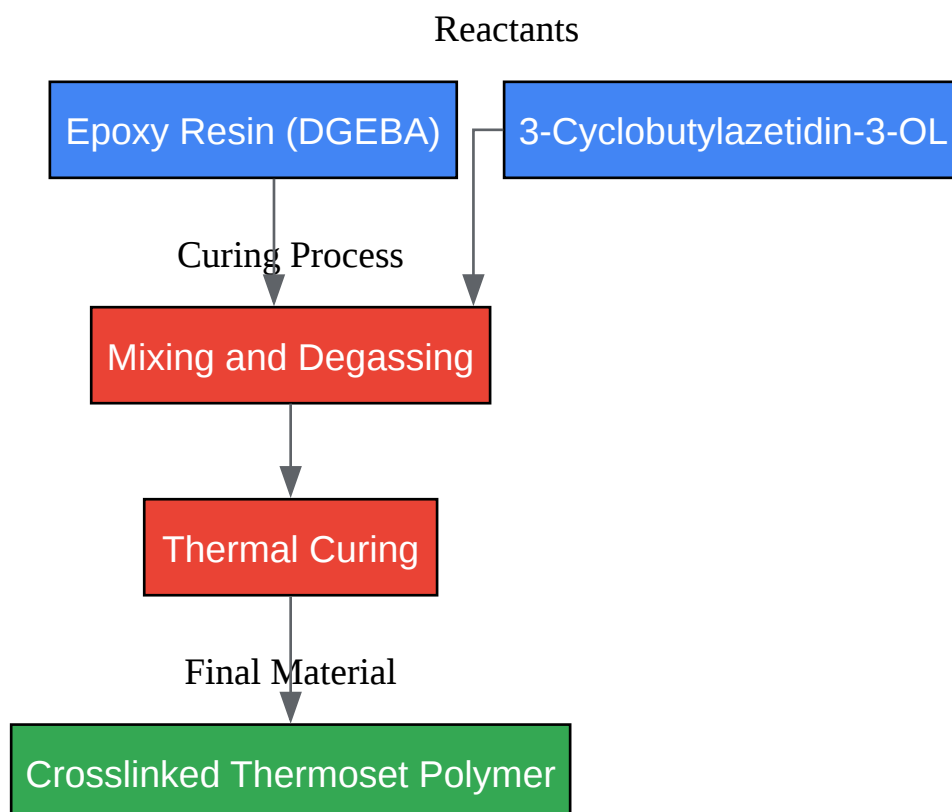 Reactants
Epoxy Resin (DGEBA)
3-Cyclobutylazetidin-3-OL
Curing Process
Mixing and Degassing
Thermal Curing
Final Material
Crosslinked Thermoset Polymer